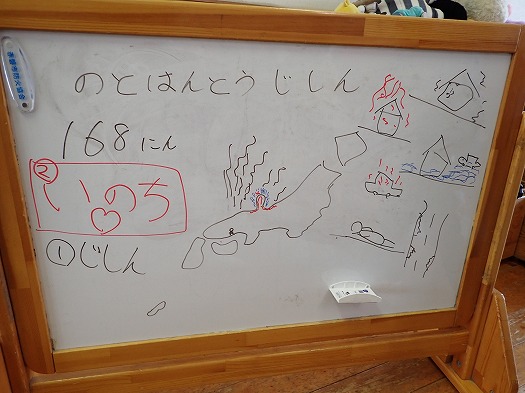 のとはんとうじしん
168にん
②
いのち
①じしん